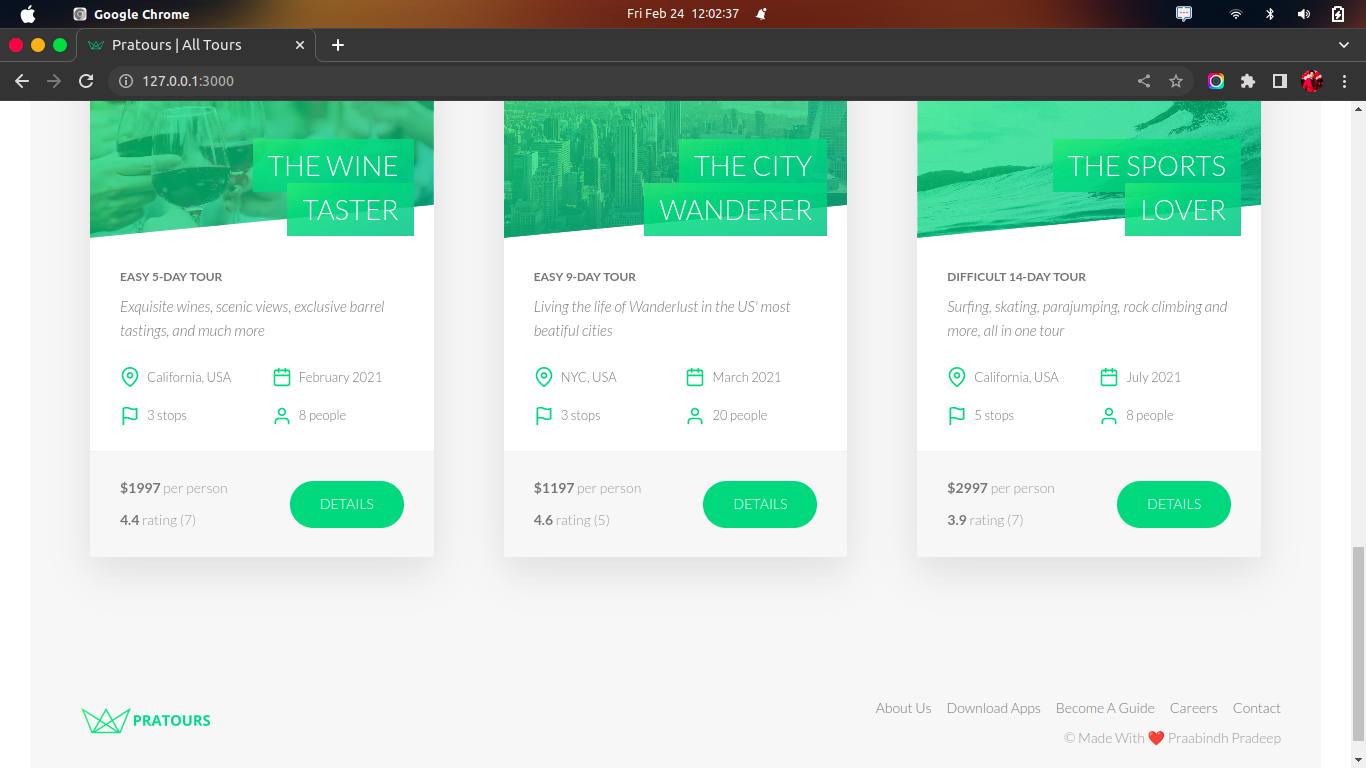 Google Chrome
Fri Feb 24 12:02:37
Pratours | All Tours
127.0.0.1:3000
THE WINE
TASTER
EASY 5-DAY TOUR
Exquisite wines, scenic views, exclusive barrel
tastings, and much more
California, USA
February 2021
3 stops
8 people
$1997 per person
4.4 rating (7)
DETAILS
THE CITY
WANDERER
EASY 9-DAY TOUR
Living the life of Wanderlust in the US' most
beatiful cities
NYC, USA
March 2021
3 stops
20 people
$1197 per person
4.6 rating (5)
DETAILS
THE SPORTS
LOVER
DIFFICULT 14-DAY TOUR
Surfing, skating, parajumping, rock climbing and
more, all in one tour
California, USA
July 2021
5 stops
8 people
$2997 per person
3.9 rating (7)
DETAILS
PRATOURS
About Us Download Apps Become A Guide Careers Contact
© Made With ❤️ Praabindh Pradeep